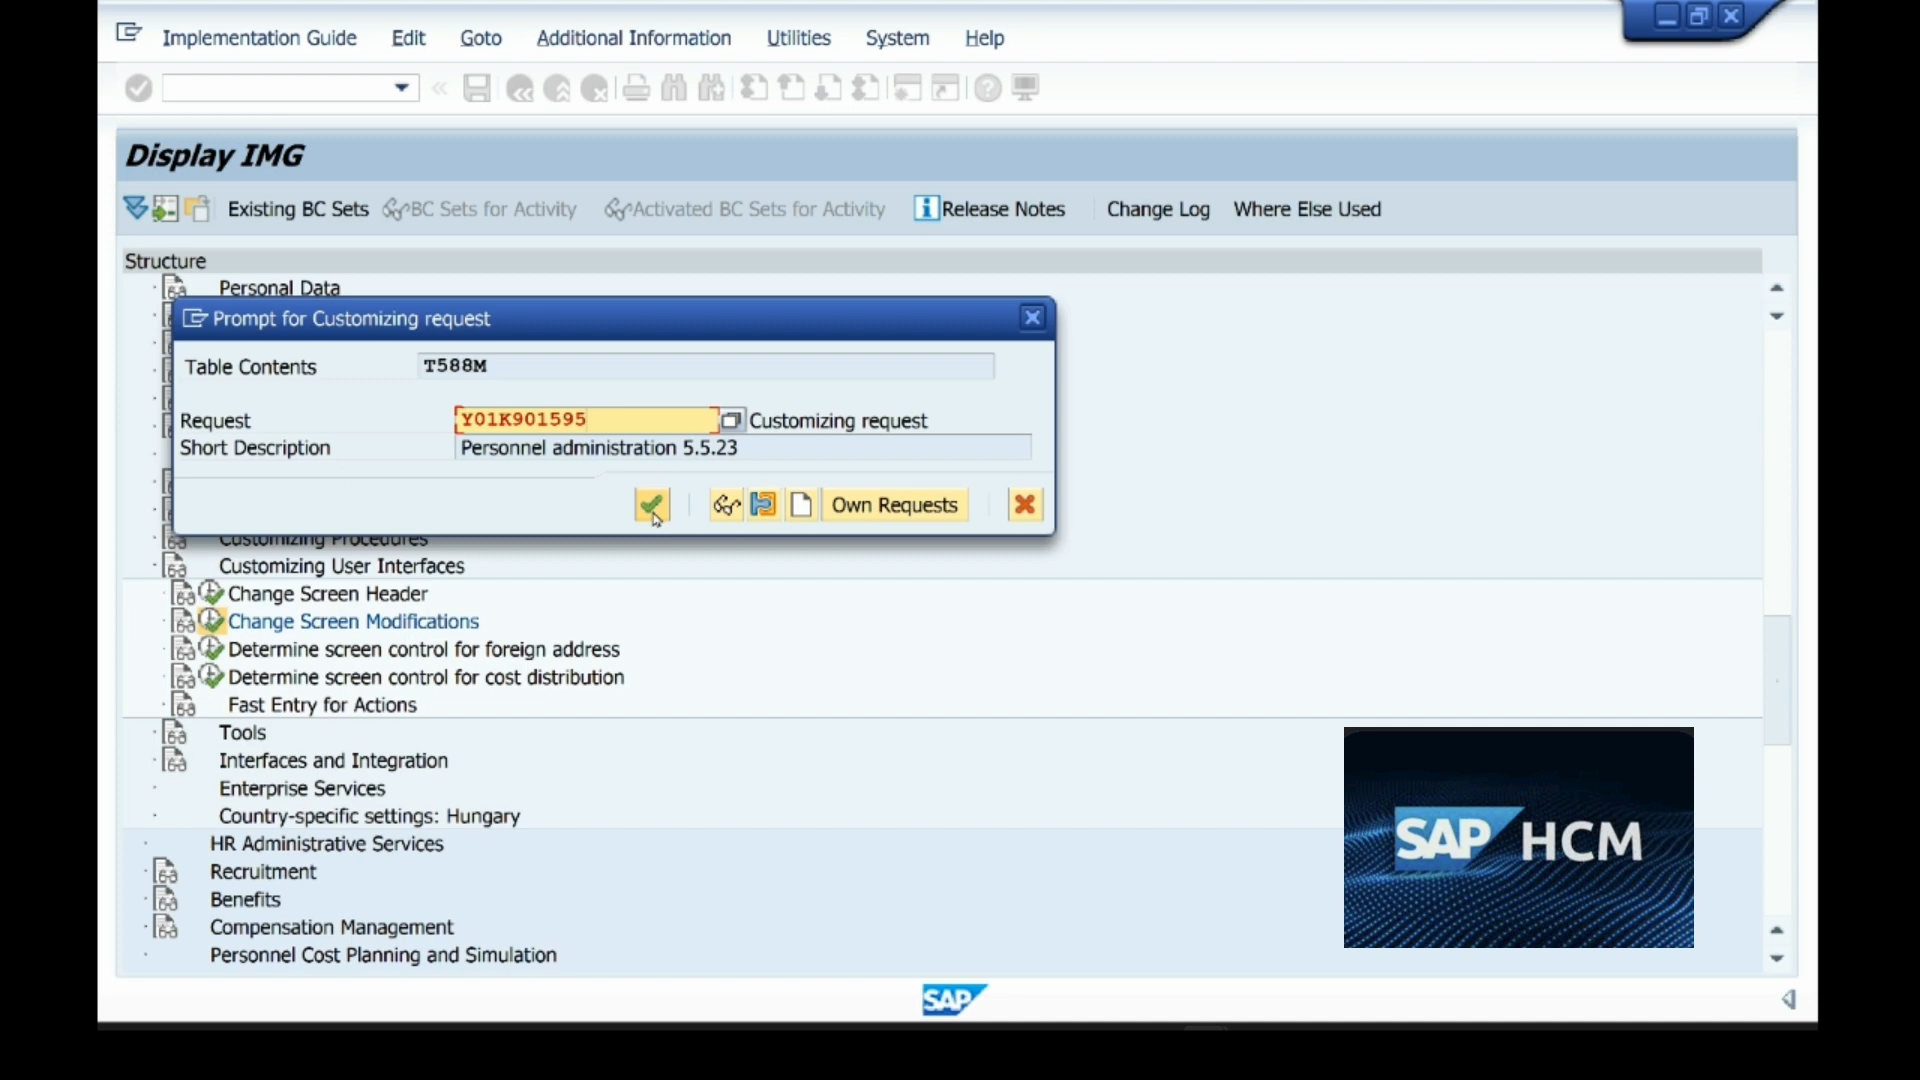 Implementation Guide Edit Goto Additional Information Utilities System Help
Display IMG
Existing BC Sets BC Sets for Activity Activated BC Sets for Activity Release Notes Change Log Where Else Used
Structure
Personal Data
Prompt for Customizing request
Table Contents T588M
Request Y01K901595 Customizing request
Short Description Personnel administration 5.5.23
Own Requests
Customizing Procedures
Customizing User Interfaces
Change Screen Header
Change Screen Modifications
Determine screen control for foreign address
Determine screen control for cost distribution
Fast Entry for Actions
Tools
Interfaces and Integration
Enterprise Services
Country-specific settings: Hungary
HR Administrative Services
Recruitment
Benefits
Compensation Management
Personnel Cost Planning and Simulation
SAP HCM
SAP